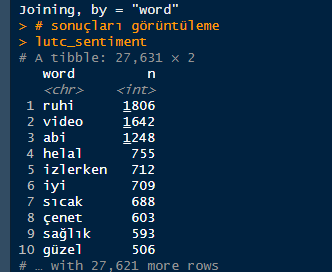 Joining, by = "word"
> # sonuçları görüntüleme
> lutc_sentiment
# A tibble: 27,631 × 2
word n
<chr> <int>
1 ruhi 1806
2 video 1642
3 abi 1248
4 helal 755
5 izlerken 712
6 iyi 709
7 sıcak 688
8 çenet 603
9 sağlık 593
10 güzel 506
# … with 27,621 more rows